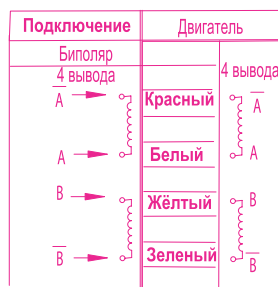 Подключение Двигатель
Биполяр
4 вывода 4 вывода
A̅ Красный A̅
A Белый A
B Жёлтый B
B̅ Зеленый B̅